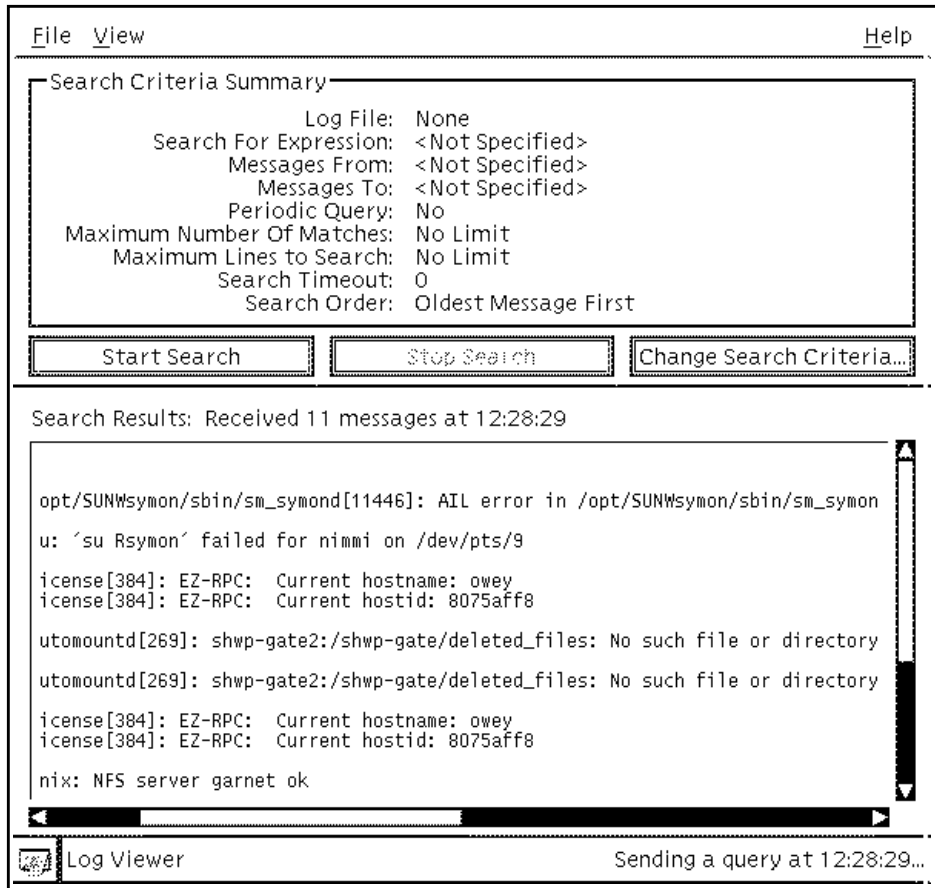 File View Help
Search Criteria Summary
Log File: None
Search For Expression: <Not Specified>
Messages From: <Not Specified>
Messages To: <Not Specified>
Periodic Query: No
Maximum Number Of Matches: No Limit
Maximum Lines to Search: No Limit
Search Timeout: 0
Search Order: Oldest Message First
Start Search Stop Search Change Search Criteria...
Search Results: Received 11 messages at 12:28:29
opt/SUNWsymon/sbin/sm_symond[11446]: AIL error in /opt/SUNWsymon/sbin/sm_symon
u: ´su Rsymon´ failed for nimmi on /dev/pts/9
icense[384]: EZ-RPC: Current hostname: owey
icense[384]: EZ-RPC: Current hostid: 8075aff8
utomountd[269]: shwp-gate2:/shwp-gate/deleted_files: No such file or directory
utomountd[269]: shwp-gate2:/shwp-gate/deleted_files: No such file or directory
icense[384]: EZ-RPC: Current hostname: owey
icense[384]: EZ-RPC: Current hostid: 8075aff8
nix: NFS server garnet ok
Log Viewer Sending a query at 12:28:29...